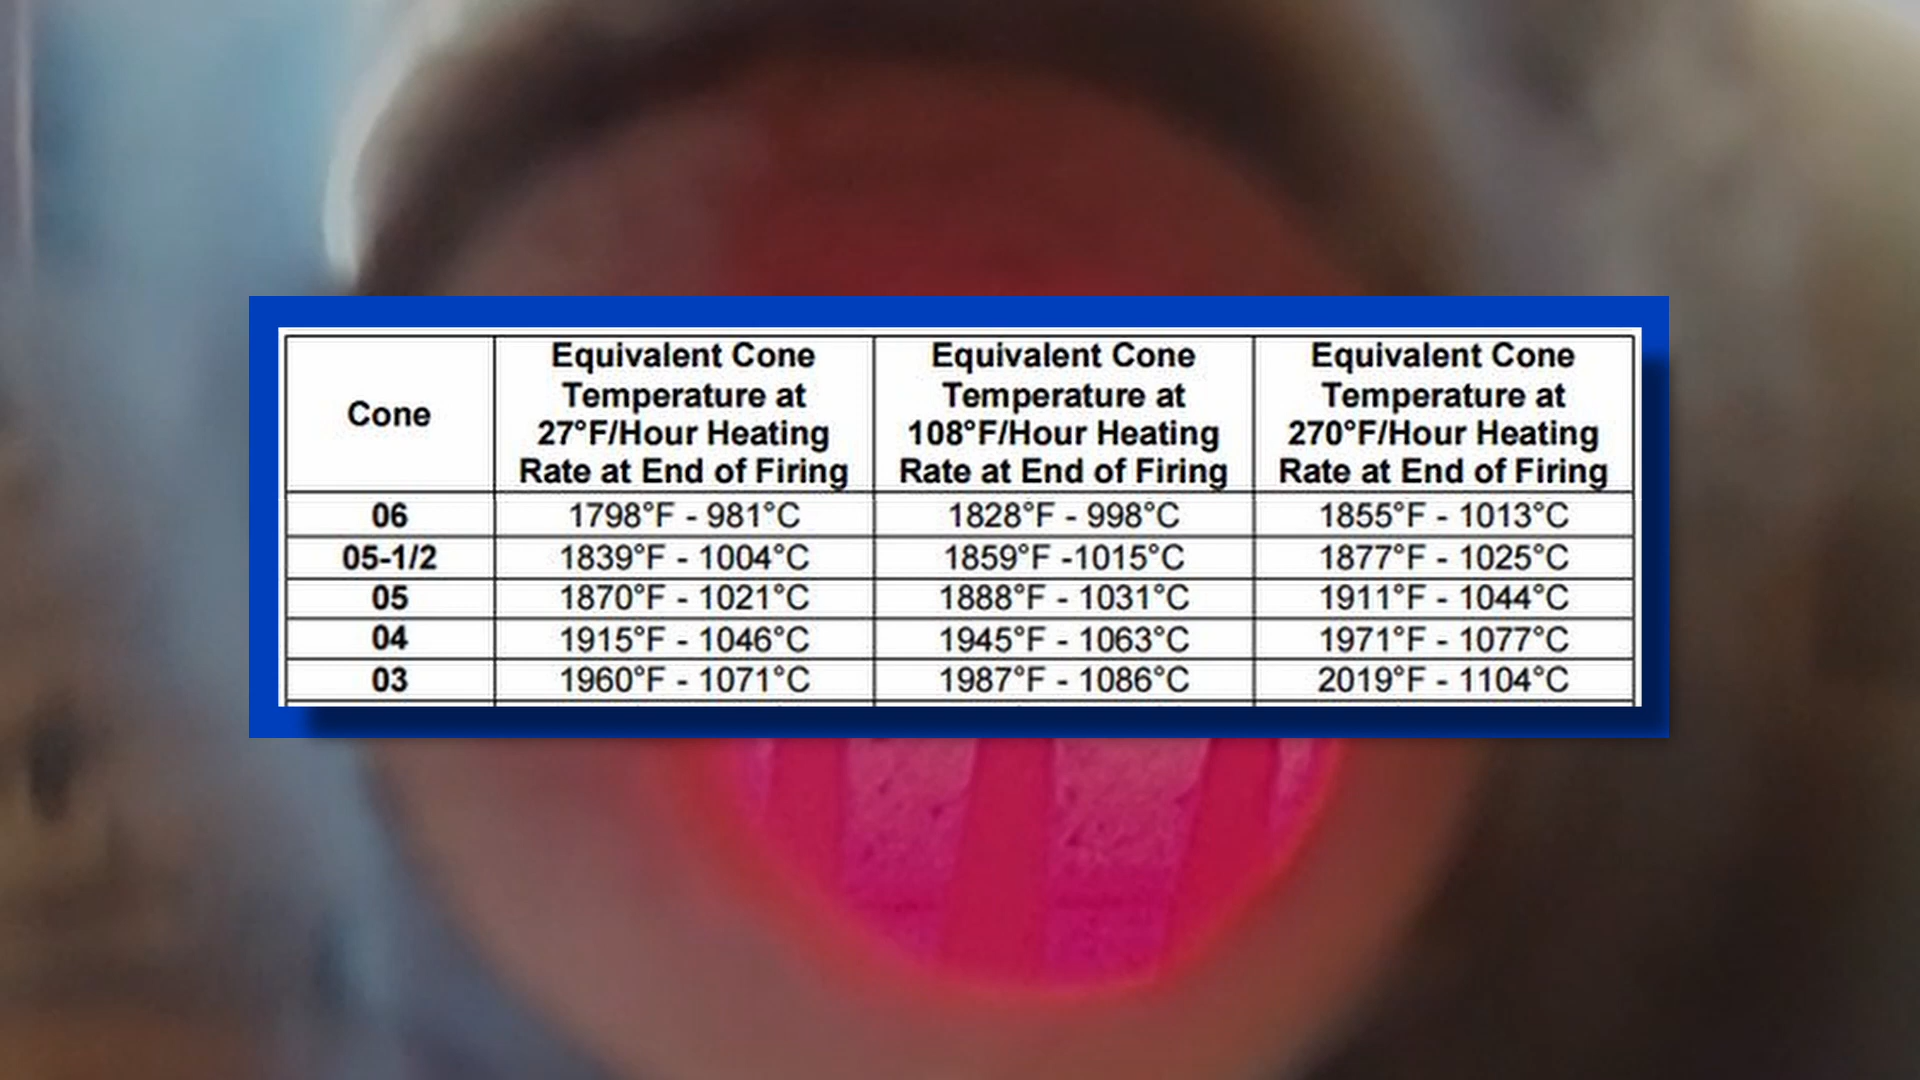 Cone
Equivalent Cone
Temperature at
27°F/Hour Heating
Rate at End of Firing
Equivalent Cone
Temperature at
108°F/Hour Heating
Rate at End of Firing
Equivalent Cone
Temperature at
270°F/Hour Heating
Rate at End of Firing
06 1798°F - 981°C 1828°F - 998°C 1855°F - 1013°C
05-1/2 1839°F - 1004°C 1859°F -1015°C 1877°F - 1025°C
05 1870°F - 1021°C 1888°F - 1031°C 1911°F - 1044°C
04 1915°F - 1046°C 1945°F - 1063°C 1971°F - 1077°C
03 1960°F - 1071°C 1987°F - 1086°C 2019°F - 1104°C